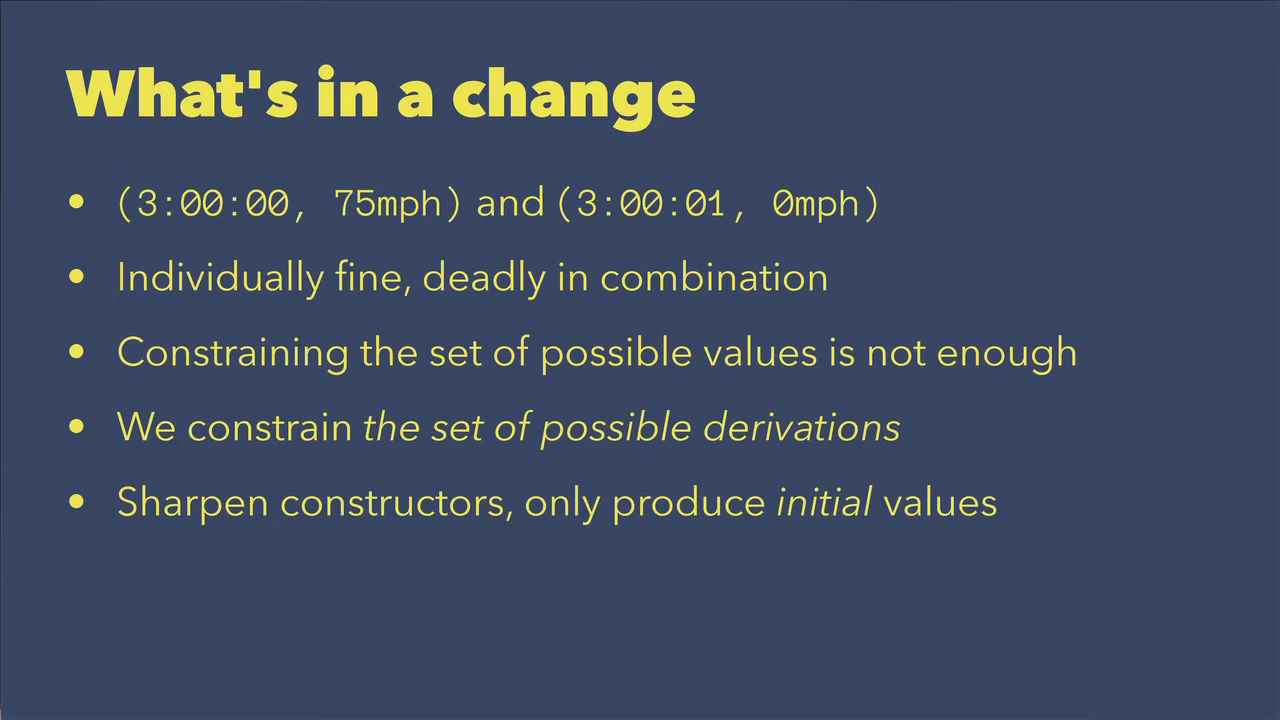 What's in a change
• (3:00:00, 75mph) and (3:00:01, 0mph)
• Individually fine, deadly in combination
• Constraining the set of possible values is not enough
• We constrain the set of possible derivations
• Sharpen constructors, only produce initial values